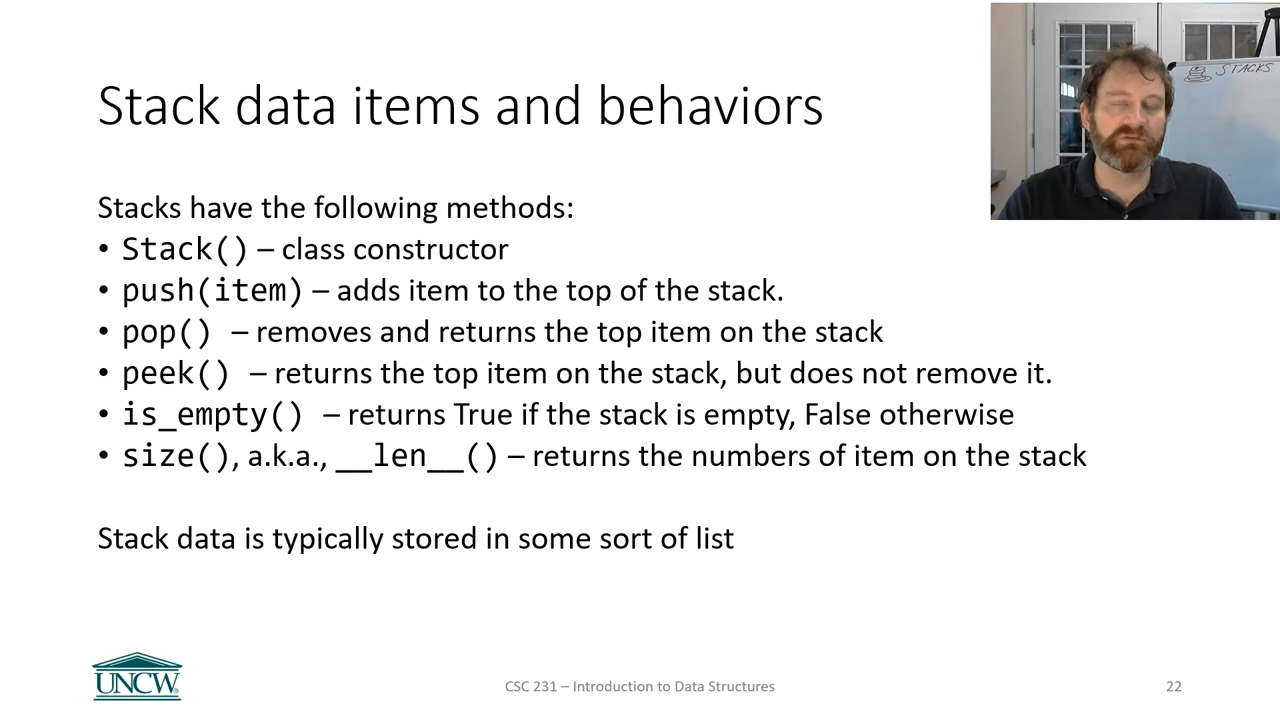 STACKS
Stack data items and behaviors
Stacks have the following methods:
• Stack() – class constructor
• push(item) – adds item to the top of the stack.
• pop() – removes and returns the top item on the stack
• peek() – returns the top item on the stack, but does not remove it.
• is_empty() – returns True if the stack is empty, False otherwise
• size(), a.k.a., __len__() – returns the numbers of item on the stack
Stack data is typically stored in some sort of list
UNCW
CSC 231 – Introduction to Data Structures
22